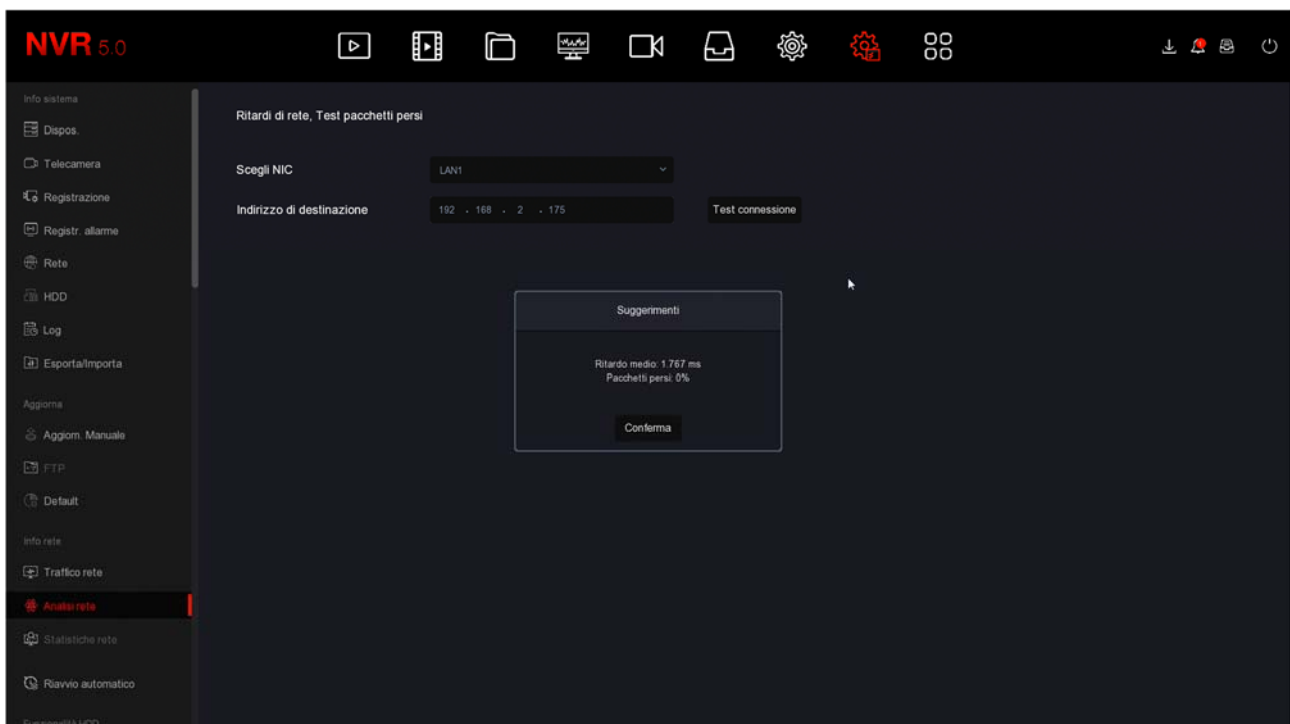 NVR 5.0
Info sistema
Dispos.
Telecamera
Registrazione
Registr. allarme
Rete
HDD
Log
Esporta/Importa
Aggiorna
Aggiorn. Manuale
FTP
Default
Info rete
Traffico rete
Analisi rete
Statistiche rete
Riavvio automatico
Funzionalità HDD
Ritardi di rete, Test pacchetti persi
Scegli NIC LAN1
Indirizzo di destinazione 192 . 168 . 2 . 175 Test connessione
Suggerimenti
Ritardo medio: 1.767 ms
Pacchetti persi: 0%
Conferma